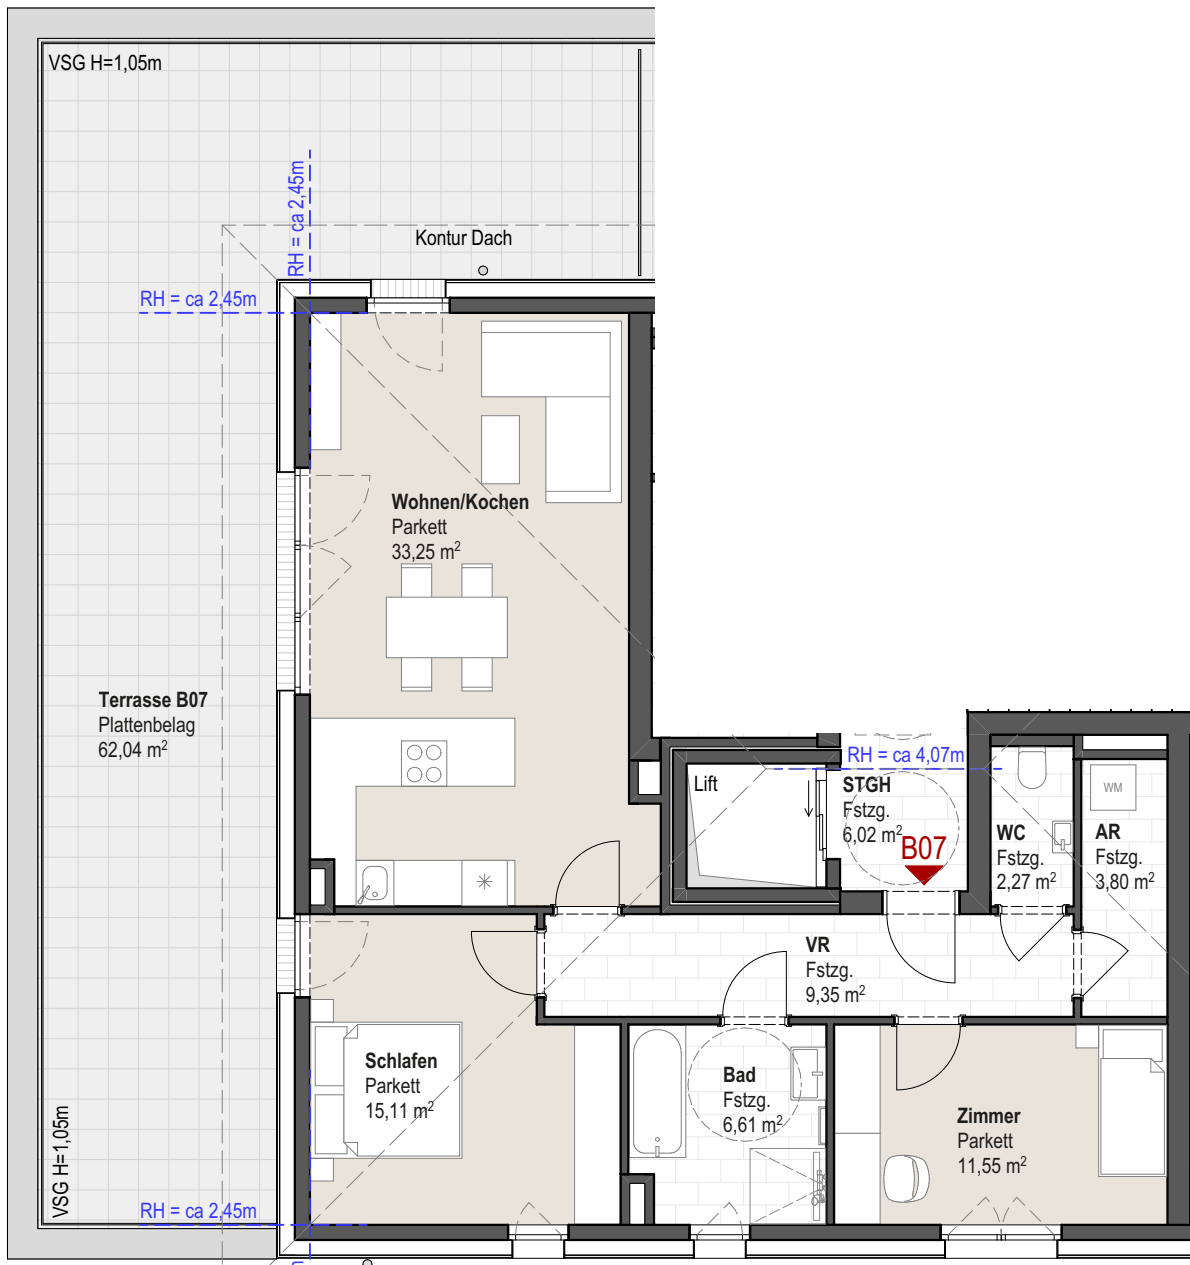 VSG H=1,05m
RH = ca 2,45m
Kontur Dach
RH = ca 2,45m
Wohnen/Kochen
Parkett
33,25 m²
Terrasse B07
Plattenbelag
62,04 m²
RH = ca 4,07m
Lift
STGH
Fstzg.
6,02 m²
B07
WM
WC
Fstzg.
2,27 m²
AR
Fstzg.
3,80 m²
VR
Fstzg.
9,35 m²
Schlafen
Parkett
15,11 m²
Bad
Fstzg.
6,61 m²
Zimmer
Parkett
11,55 m²
VSG H=1,05m
RH = ca 2,45m